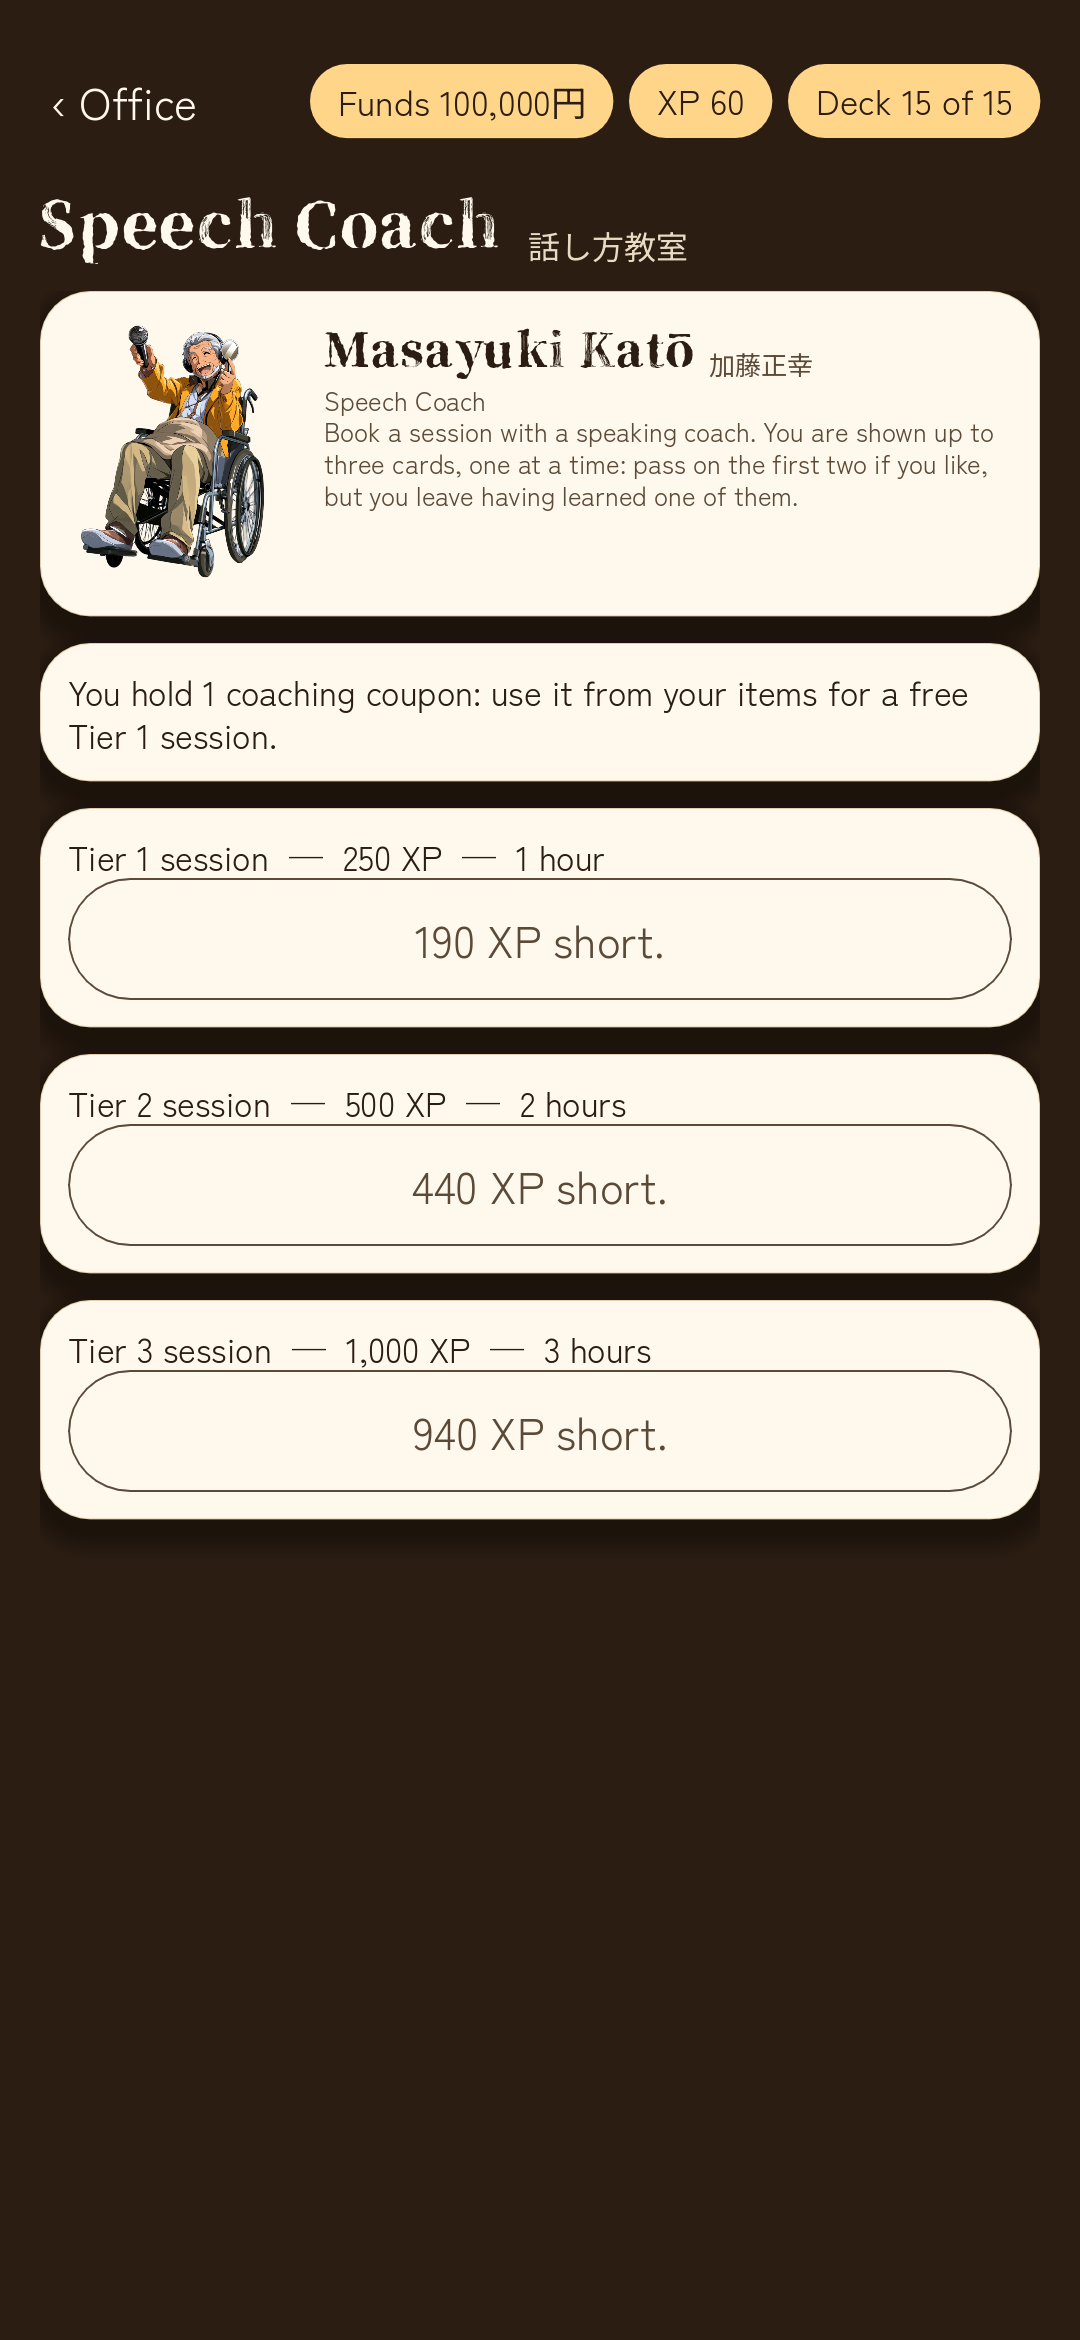 ‹ Office
Funds 100,000円
XP 60
Deck 15 of 15
Speech Coach 話し方教室
Masayuki Katō 加藤正幸
Speech Coach
Book a session with a speaking coach. You are shown up to
three cards, one at a time: pass on the first two if you like,
but you leave having learned one of them.
You hold 1 coaching coupon: use it from your items for a free
Tier 1 session.
Tier 1 session — 250 XP — 1 hour
190 XP short.
Tier 2 session — 500 XP — 2 hours
440 XP short.
Tier 3 session — 1,000 XP — 3 hours
940 XP short.